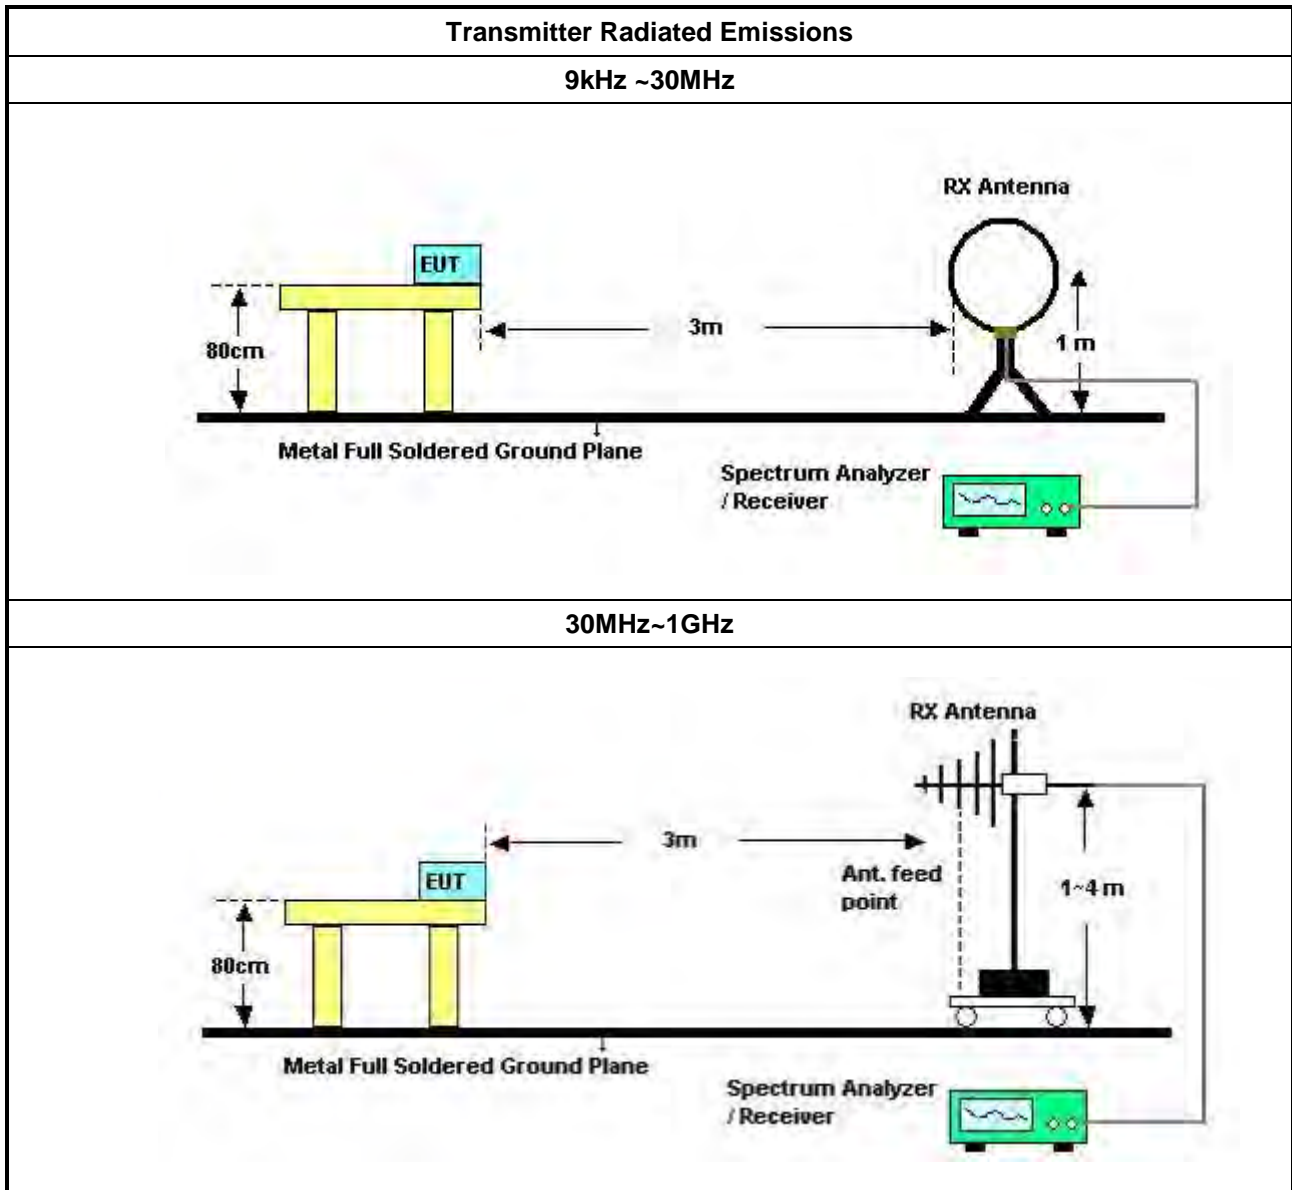 Transmitter Radiated Emissions
9kHz ~30MHz
RX Antenna
EUT
3m
80cm
1 m
Metal Full Soldered Ground Plane
Spectrum Analyzer
/ Receiver
30MHz~1GHz
RX Antenna
3m
EUT
Ant. feed
point
1~4 m
80cm
Metal Full Soldered Ground Plane
Spectrum Analyzer
/ Receiver